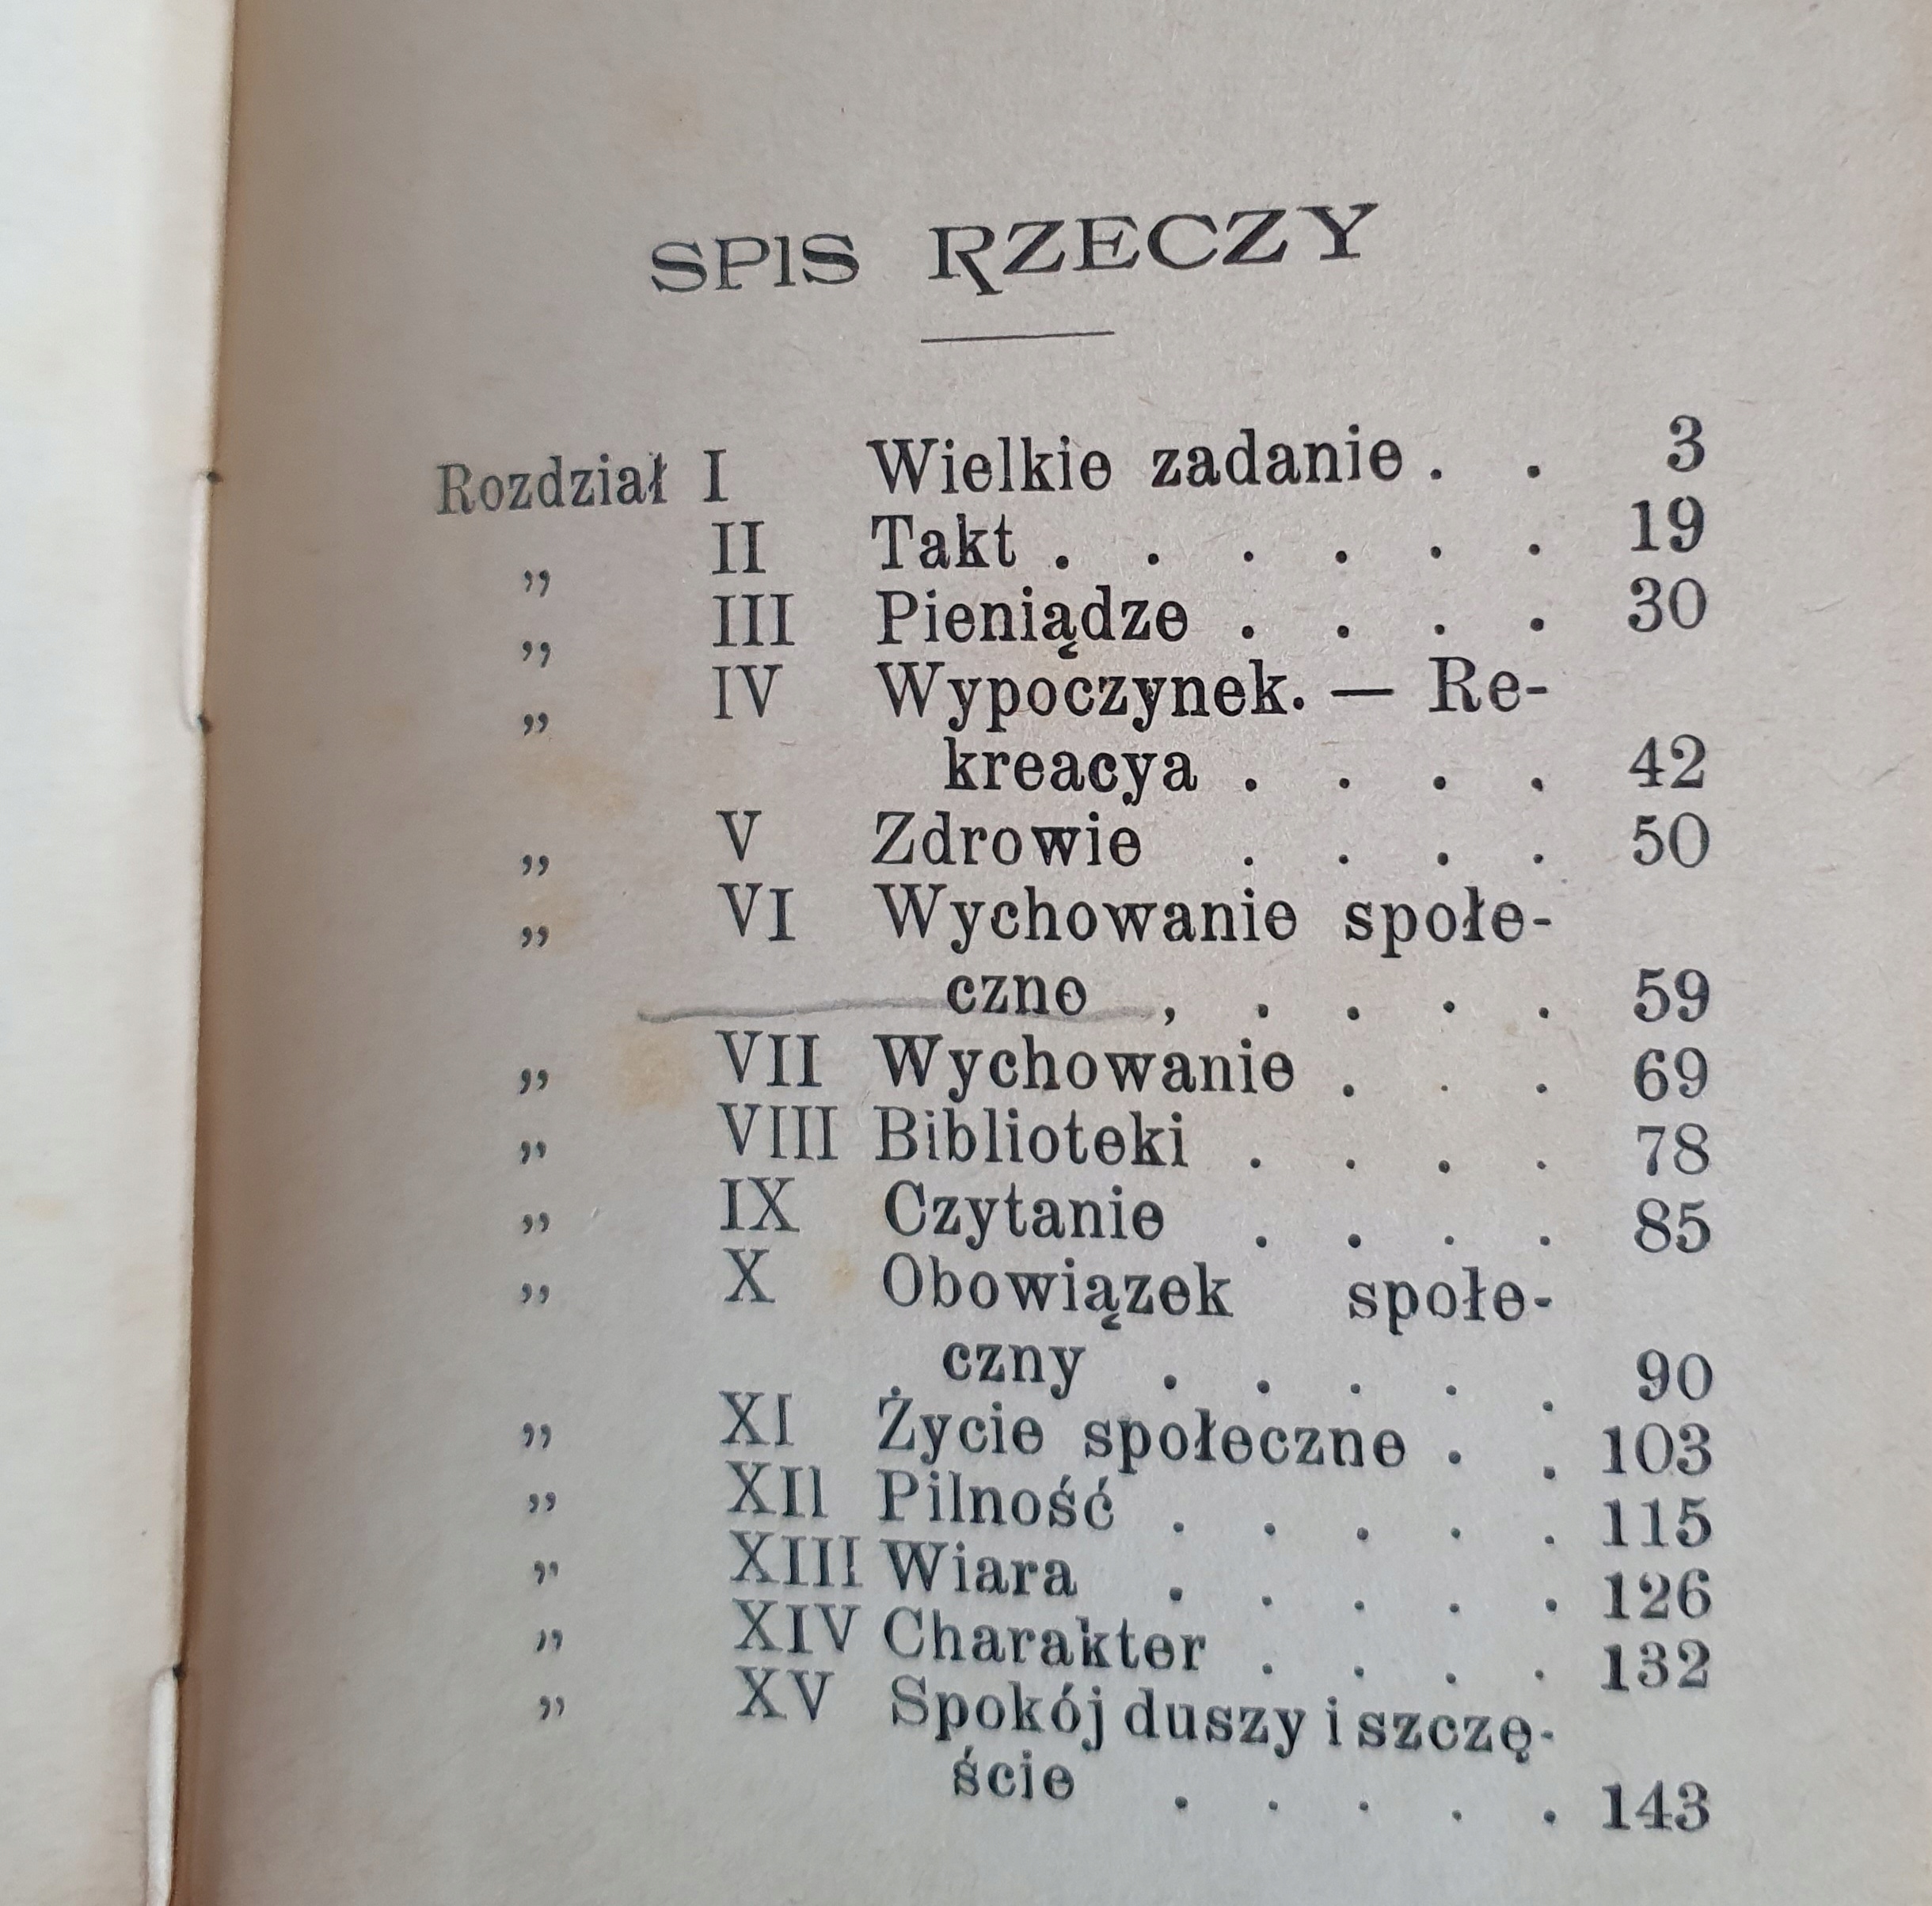 SPIS RZECZY
Rozdział I Wielkie zadanie . . 3
„ II Takt . . . . . . 19
„ III Pieniądze . . . . 30
„ IV Wypoczynek. — Re-
kreacya . . . . 42
„ V Zdrowie . . . . 50
„ VI Wychowanie społe-
czne , . . . . 59
„ VII Wychowanie . . . 69
„ VIII Biblioteki . . . . 78
„ IX Czytanie . . . . 85
„ X Obowiązek społe-
czny . . . . . 90
„ XI Życie społeczne . . 103
„ XII Pilność . . . . . 115
„ XIII Wiara . . . . . 126
„ XIV Charakter . . . . 132
„ XV Spokój duszy i szczę-
ście . . . . . 143